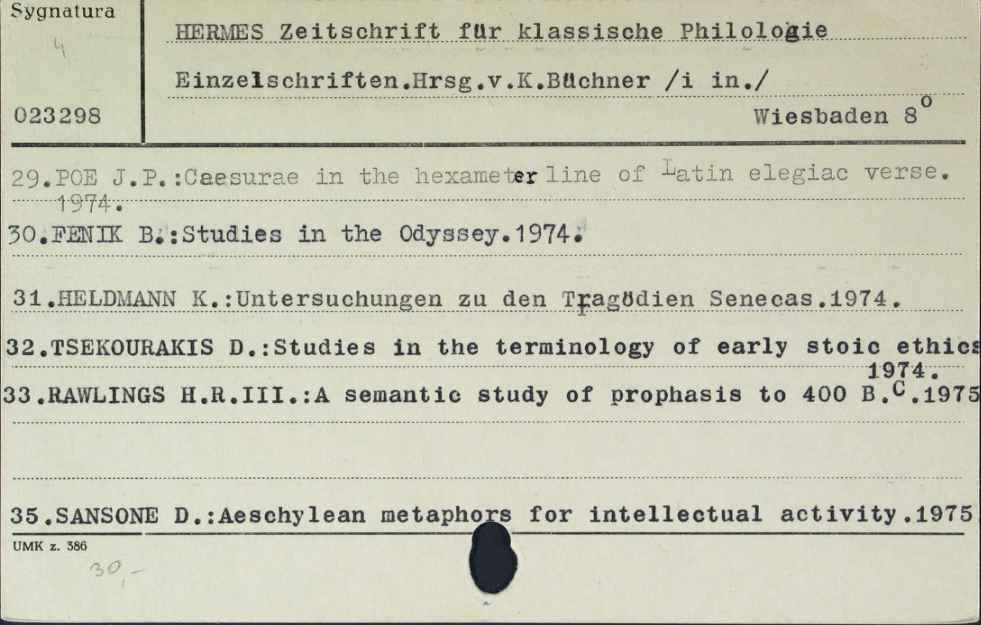 Sygnatura
4
023298
HERMES Zeitschrift für klassische Philologie
Einzelschriften.Hrsg.v.K.Büchner /i in./
Wiesbaden 8°
29.POE J.P.:Caesurae in the hexameter line of Latin elegiac verse.
1974.
30.FENIK B.:Studies in the Odyssey.1974.
31.HELDMANN K.:Untersuchungen zu den Tragödien Senecas.1974.
32.TSEKOURAKIS D.:Studies in the terminology of early stoic ethics
1974.
33.RAWLINGS H.R.III.:A semantic study of prophasis to 400 B.C.1975
35.SANSONE D.:Aeschylean metaphors for intellectual activity.1975
UMK z. 386
30,-